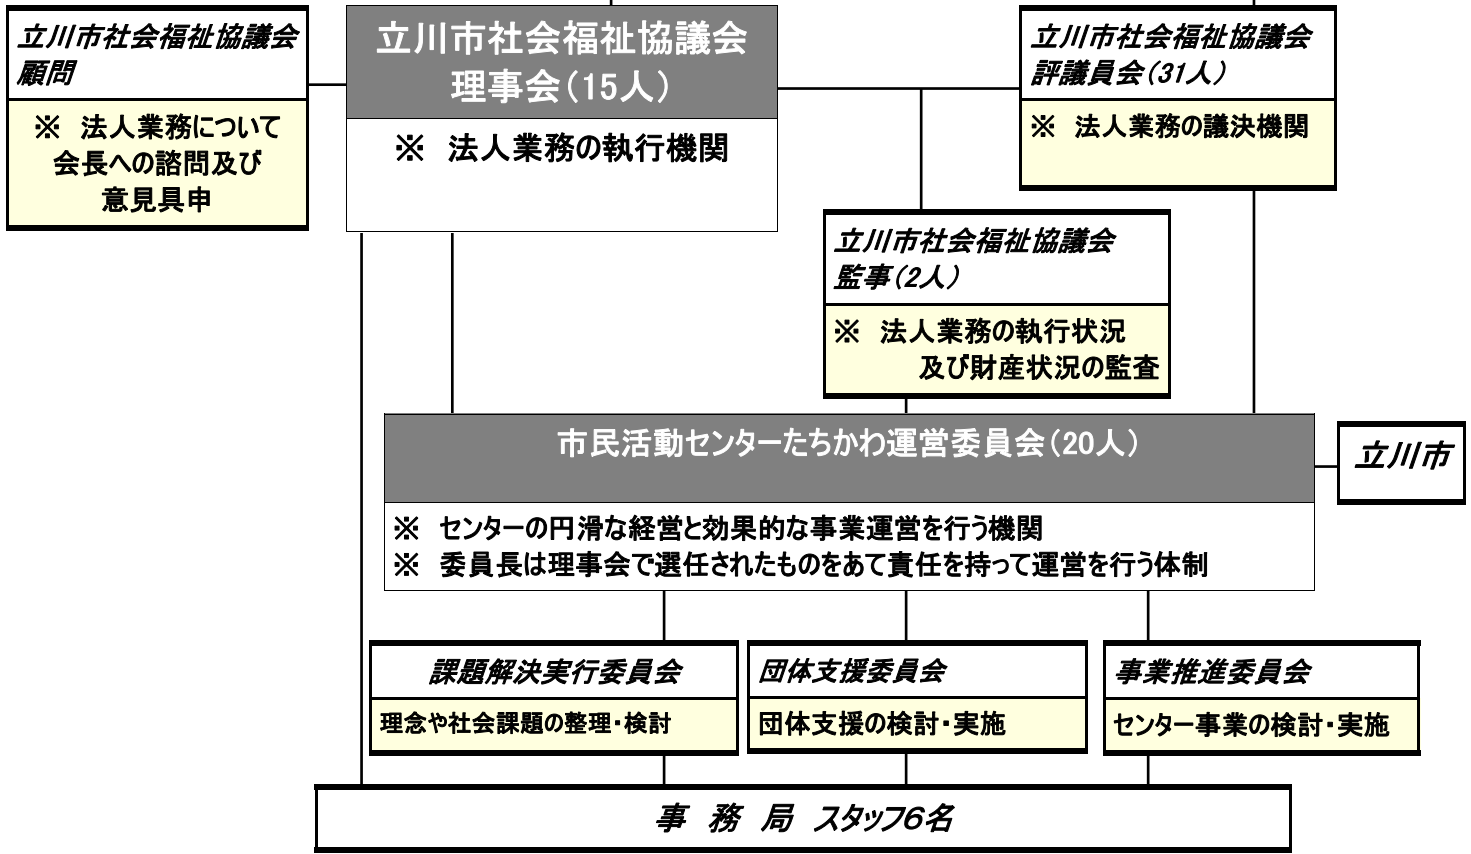 立川市社会福祉協議会
顧問
※　法人業務について
会長への諮問及び
意見具申
立川市社会福祉協議会
理事会（15人）
※　法人業務の執行機関
立川市社会福祉協議会
評議員会（31人）
※　法人業務の議決機関
立川市社会福祉協議会
監事（2人）
※　法人業務の執行状況
及び財産状況の監査
市民活動センターたちかわ運営委員会（20人）
※　センターの円滑な経営と効果的な事業運営を行う機関
※　委員長は理事会で選任されたものをあて責任を持って運営を行う体制
立川市
課題解決実行委員会
理念や社会課題の整理・検討
団体支援委員会
団体支援の検討・実施
事業推進委員会
センター事業の検討・実施
事　務　局　スタッフ６名